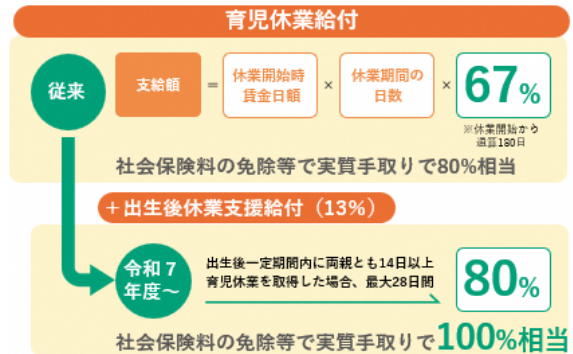 育児休業給付
従来
支給額
＝
休業開始時
賃金日額
×
休業期間の
日数
×
67%
※休業開始から
通算180日
社会保険料の免除等で実質手取りで80%相当
＋出生後休業支援給付（13%）
令和7
年度～
出生後一定期間内に両親とも14日以上
育児休業を取得した場合、最大28日間
80%
社会保険料の免除等で実質手取りで100%相当